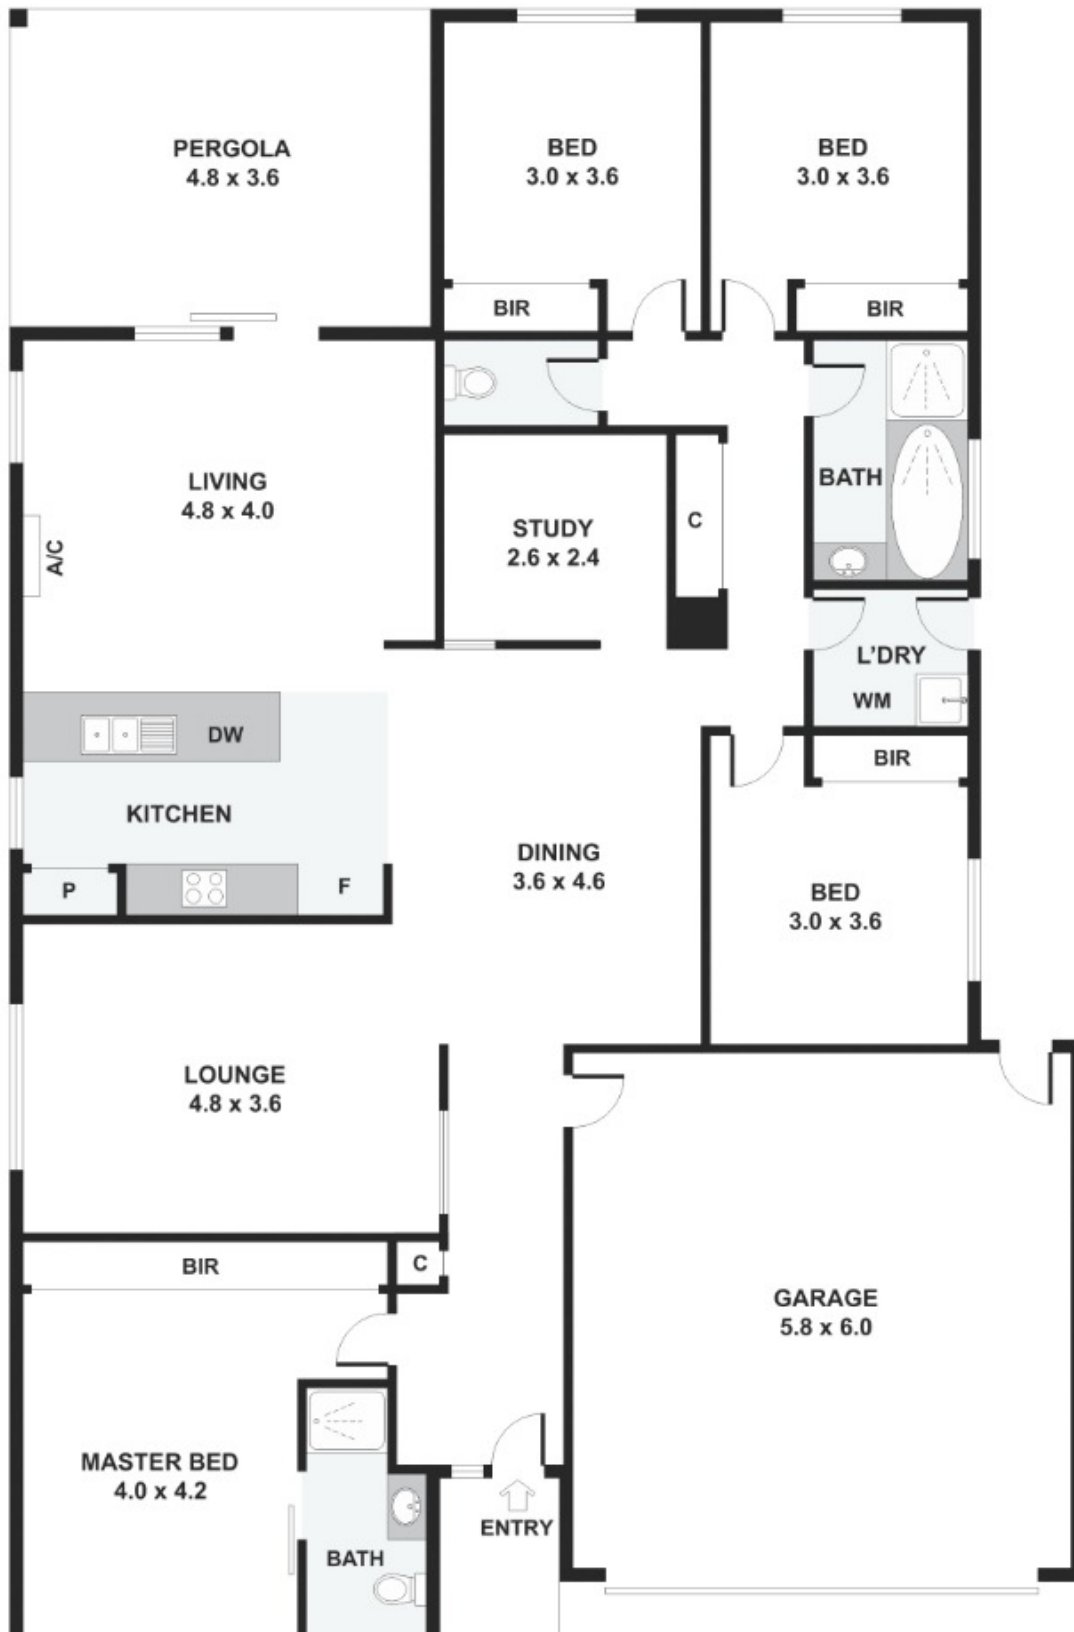 PERGOLA
4.8 x 3.6
BED
3.0 x 3.6
BED
3.0 x 3.6
BIR
BIR
LIVING
4.8 x 4.0
A/C
STUDY
2.6 x 2.4
C
BATH
L'DRY
WM
DW
KITCHEN
P
F
DINING
3.6 x 4.6
BIR
BED
3.0 x 3.6
LOUNGE
4.8 x 3.6
BIR
C
GARAGE
5.8 x 6.0
MASTER BED
4.0 x 4.2
BATH
ENTRY